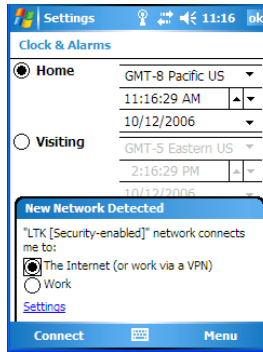 Settings 11:16 ok
Clock & Alarms
Home
GMT-8 Pacific US
11:16:29 AM
10/12/2006
Visiting
GMT-5 Eastern US
2:16:29 PM
10/12/2006
New Network Detected
"LTK [Security-enabled]" network connects
me to:
The Internet (or work via a VPN)
Work
Settings
Connect Menu